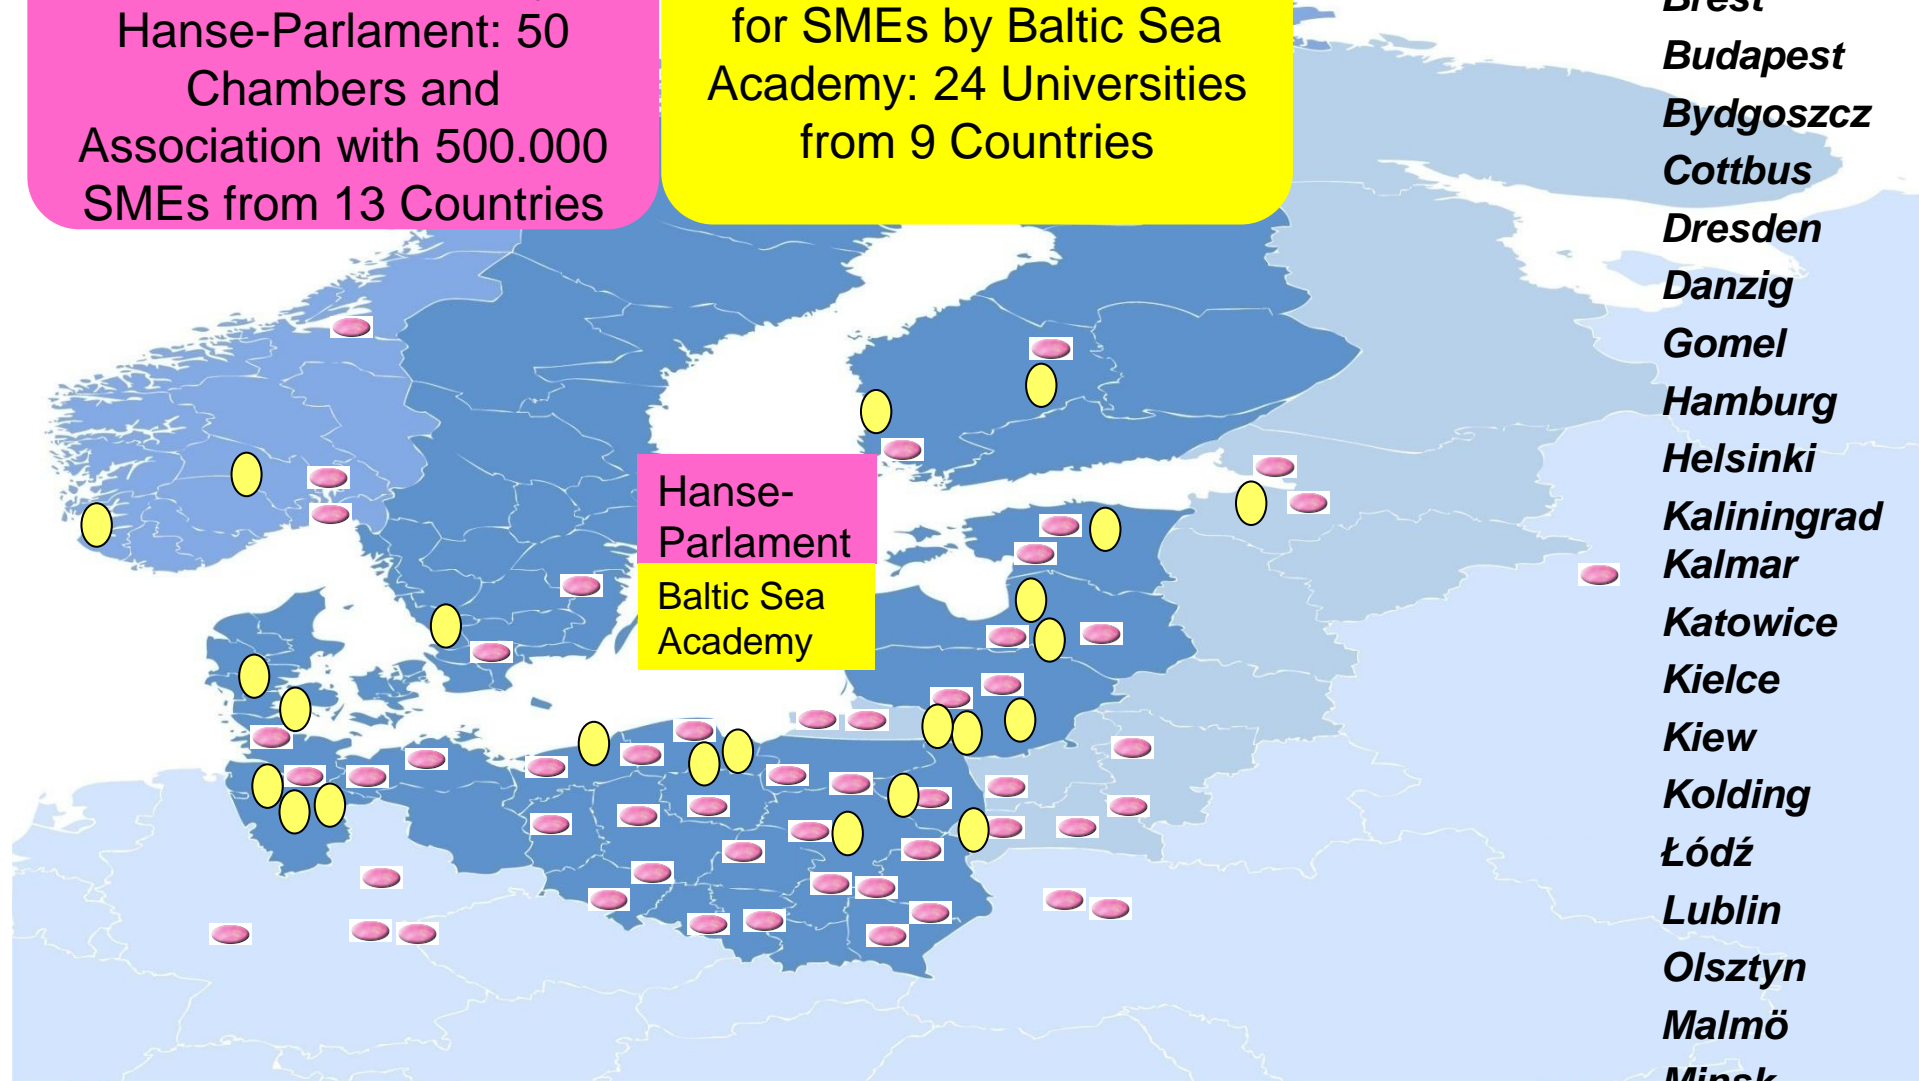 Hanse-Parlament: 50
Chambers and
Association with 500.000
SMEs from 13 Countries
for SMEs by Baltic Sea
Academy: 24 Universities
from 9 Countries
Hanse-
Parlament
Baltic Sea
Academy
Brest
Budapest
Bydgoszcz
Cottbus
Dresden
Danzig
Gomel
Hamburg
Helsinki
Kaliningrad
Kalmar
Katowice
Kielce
Kiew
Kolding
Łódź
Lublin
Olsztyn
Malmö
Minsk